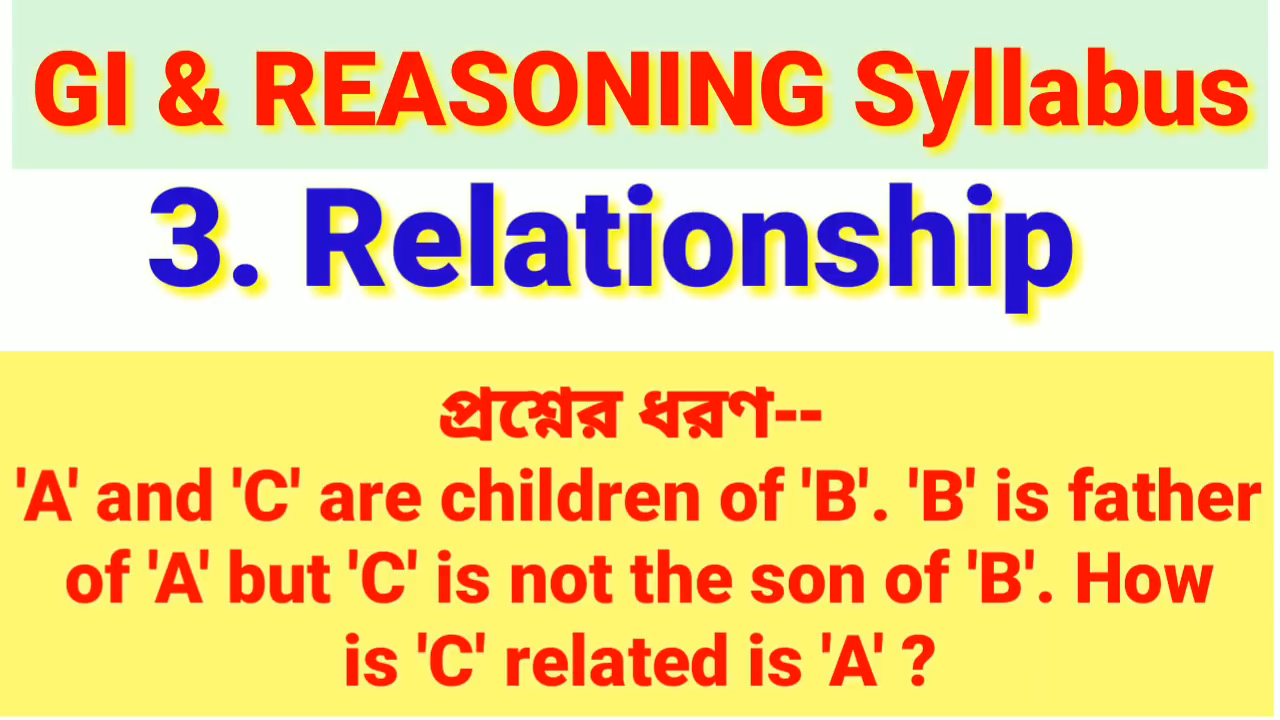 GI & REASONING Syllabus
3. Relationship
প্রশ্নের ধরণ--
'A' and 'C' are children of 'B'. 'B' is father
of 'A' but 'C' is not the son of 'B'. How
is 'C' related is 'A' ?